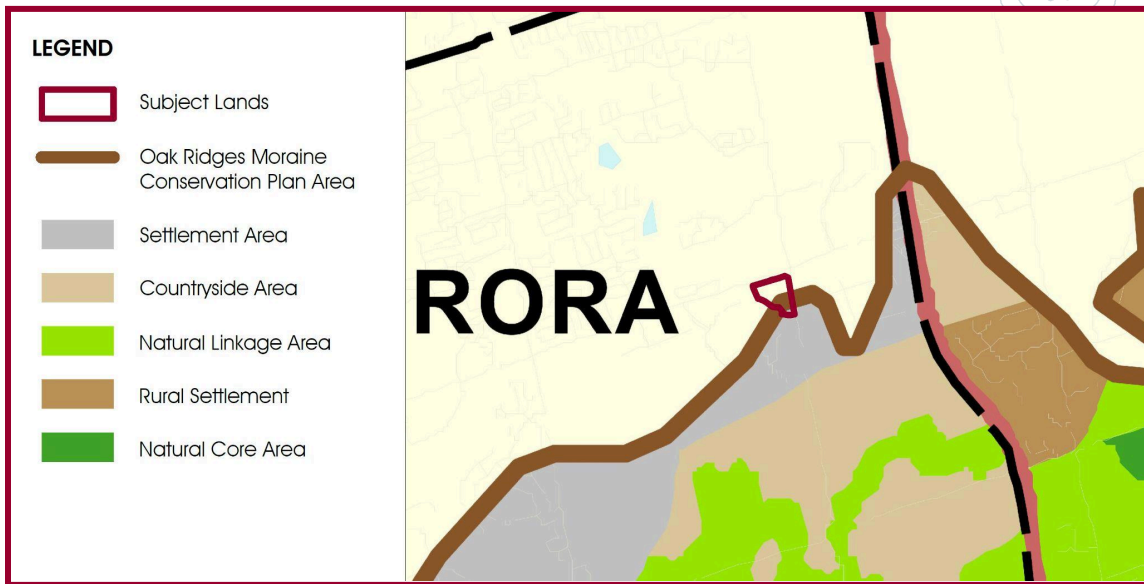 LEGEND
Subject Lands
Oak Ridges Moraine
Conservation Plan Area
Settlement Area
Countryside Area
Natural Linkage Area
Rural Settlement
Natural Core Area
RORA